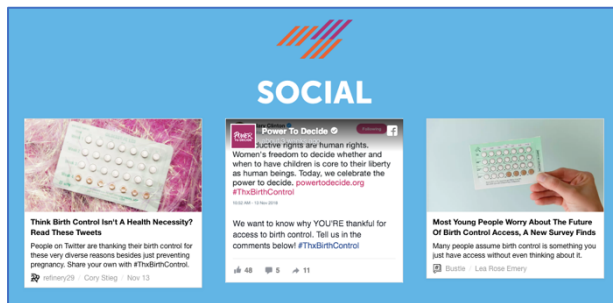 SOCIAL
Think Birth Control Isn't A Health Necessity?
Read These Tweets
People on Twitter are thanking their birth control for
these very diverse reasons besides just preventing
pregnancy. Share your own with #ThxBirthControl.
refinery29 / Cory Stieg / Nov 13
Clinton
Following
Power To Decide
POWER
TO DECIDE
ductive rights are human rights.
Women's freedom to decide whether and
when to have children is core to their liberty
as human beings. Today, we celebrate the
power to decide. powertodecide.org
#ThxBirthControl
We want to know why YOU'RE thankful for
access to birth control. Tell us in the
comments below! #ThxBirthControl
48 5 11
Most Young People Worry About The Future
Of Birth Control Access, A New Survey Finds
Many people assume birth control is something you
just have access without even thinking about it.
Bustle / Lea Rose Emery